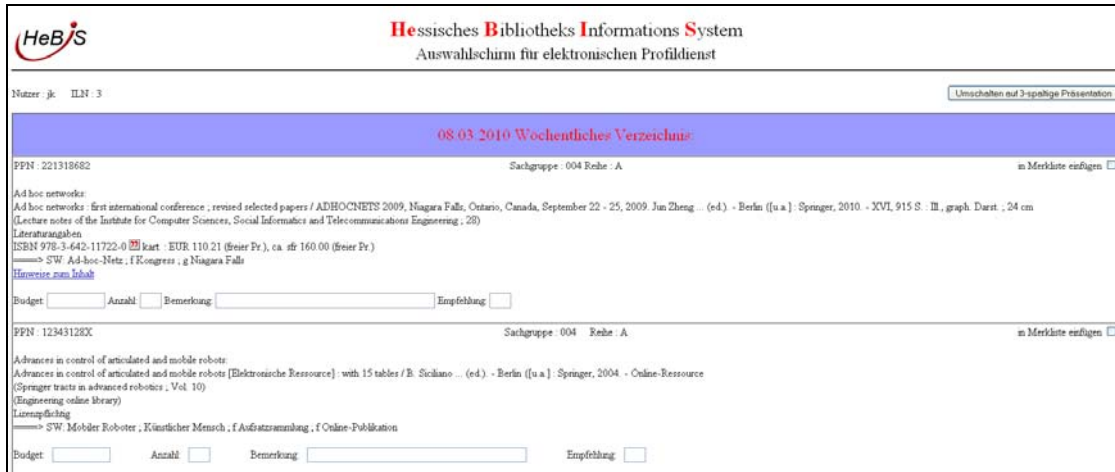 HeBIS
Hessisches Bibliotheks Informations System
Auswahlschirm für elektronischen Profildienst
Nutzer : jk ILN : 3 Umschalten auf 3-spaltige Präsentation
08.03.2010 Wöchentliches Verzeichnis:
PPN : 221318682 Sachgruppe : 004 Reihe : A in Merkliste einfügen
Ad hoc networks:
Ad hoc networks : first international conference ; revised selected papers / ADHOCNETS 2009, Niagara Falls, Ontario, Canada, September 22 - 25, 2009. Jun Zheng ... (ed.). - Berlin ([u.a.] : Springer, 2010. - XVI, 915 S. : Ill., graph. Darst. ; 24 cm
(Lecture notes of the Institute for Computer Sciences, Social Informatics and Telecommunications Engineering ; 28)
Literaturangaben
ISBN 978-3-642-11722-0 kart. : EUR 110.21 (freier Pr.), ca. sfr 160.00 (freier Pr.)
====> SW: Ad-hoc-Netz ; f Kongress ; g Niagara Falls
Hinweise zum Inhalt
Budget: Anzahl: Bemerkung: Empfehlung:
PPN : 12343128X Sachgruppe : 004 Reihe : A in Merkliste einfügen
Advances in control of articulated and mobile robots:
Advances in control of articulated and mobile robots [Elektronische Ressource] : with 15 tables / B. Siciliano ... (ed.). - Berlin ([u.a.] : Springer, 2004. - Online-Ressource
(Springer tracts in advanced robotics ; Vol. 10)
(Engineering online library)
Lizenzpflichtig
====> SW: Mobiler Roboter ; Künstlicher Mensch ; f Aufsatzsammlung ; f Online-Publikation
Budget: Anzahl: Bemerkung: Empfehlung: